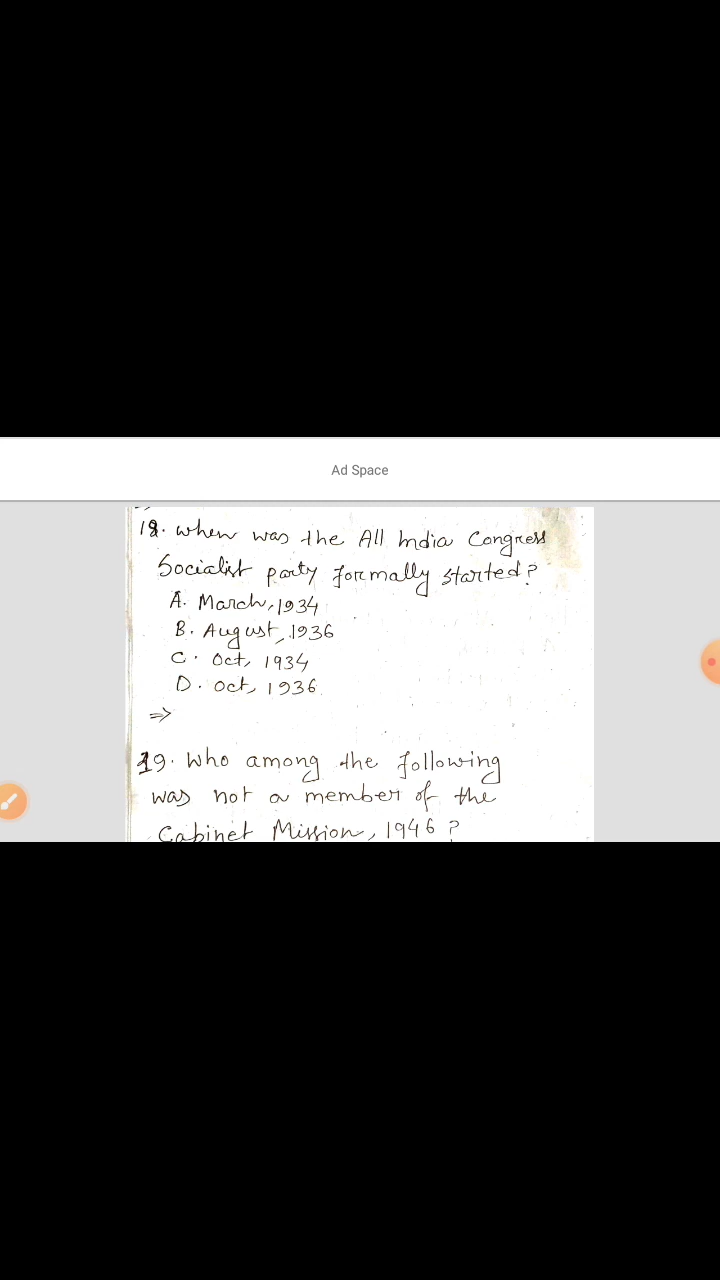 Ad Space
18. when was the All India Congress
Socialist party formally started?
A. March, 1934
B. August, 1936
C. Oct, 1934
D. Oct, 1936
⇒
19. Who among the following
was not a member of the
Cabinet Mission, 1946?